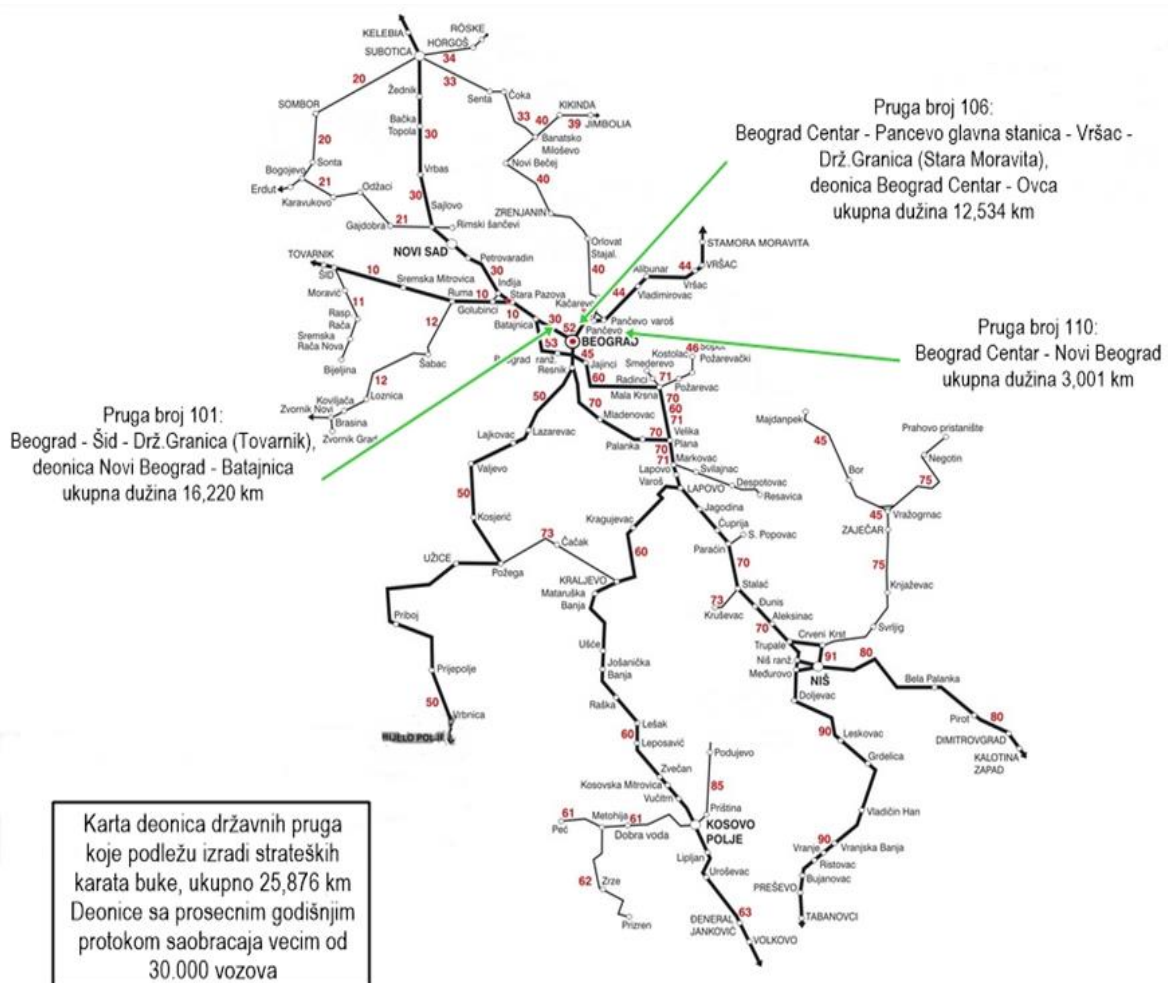 RÖSKE
KELEBIA
HORGOŠ
SUBOTICA
34
33
20
Žednik
Senta
Čoka
SOMBOR
Bačka
Topola
33
40
KIKINDA
39
JIMBOLIA
30
Banatsko
Miloševo
20
Sonta
Vrbas
Novi Bečej
Bogojevo
Erdut
21
Odžaci
30
40
Karavukovo
Sajlovo
ZRENJANIN
Gajdobra
21
Rimski šančevi
NOVI SAD
Orlovat
Stajal.
STAMORA MORAVITA
TOVARNIK
Petrovaradin
40
Alibunar
44
VRŠAC
ŠID
10
Sremska Mitrovica
30
Inđija
Vršac
Moravić
Ruma
10
Stara Pazova
44
Vladimirovac
11
Golubinci
10
Kačarevo
Rasp.
Rača
12
Batajnica
30
52
Pančevo varoš
Pančevo
BEOGRAD
Sremska
Rača Nova
53
45
Jajinci
Kostolac
46
Požarevački
Šabac
Resnik
Smederevo
Bijeljina
60
Radinci
71
Požarevac
12
Mala Krsna
Koviljača
Loznica
50
70
70
Zvornik Novi
Mladenovac
60
Brasina
71
Majdanpek
Lazarevac
Velika
Plana
Prahovo pristanište
Lajkovac
Palanka
70
70
45
Negotin
71
Markovac
Valjevo
Lapovo
Varoš
Svilajnac
Bor
75
Despotovac
LAPOVO
Resavica
50
Jagodina
45
Vražogrnac
Kosjerić
Kragujevac
Ćuprija
ZAJEČAR
73
S. Popovac
Čačak
60
Paraćin
UŽICE
70
75
Požega
KRALJEVO
Stalać
Knjaževac
Mataruška
Banja
73
Đunis
Priboj
Kruševac
Aleksinac
70
Crveni Krst
Svrljig
Ušće
Trupale
80
Jošanička
Banja
Niš ranž.
91
Prijepolje
Međurovo
NIŠ
Bela Palanka
Raška
Doljevac
50
Pirot
80
Vrbnica
Lešak
90
Leskovac
DIMITROVGRAD
BIJELO POLJE
60
Leposavić
Podujevo
Grdelica
KALOTINA
ZAPAD
Zvečan
Kosovska Mitrovica
85
Vučitrn
Vladičin Han
61
Metohija
61
Priština
Peć
Dobra voda
KOSOVO
POLJE
90
Vranjska Banja
Vranje
Lipljan
Ristovac
62
Zrze
Uroševac
Bujanovac
PREŠEVO
Prizren
ĐENERAL
JANKOVIĆ
63
TABANOVCI
VOLKOVO
Pruga broj 106:
Beograd Centar - Pancevo glavna stanica - Vršac -
Drž.Granica (Stara Moravita),
deonica Beograd Centar - Ovca
ukupna dužina 12,534 km
Pruga broj 110:
Beograd Centar - Novi Beograd
ukupna dužina 3,001 km
Pruga broj 101:
Beograd - Šid - Drž.Granica (Tovarnik),
deonica Novi Beograd - Batajnica
ukupna dužina 16,220 km
Karta deonica državnih pruga
koje podležu izradi strateških
karata buke, ukupno 25,876 km
Deonice sa prosecnim godišnjim
protokom saobracaja vecim od
30.000 vozova